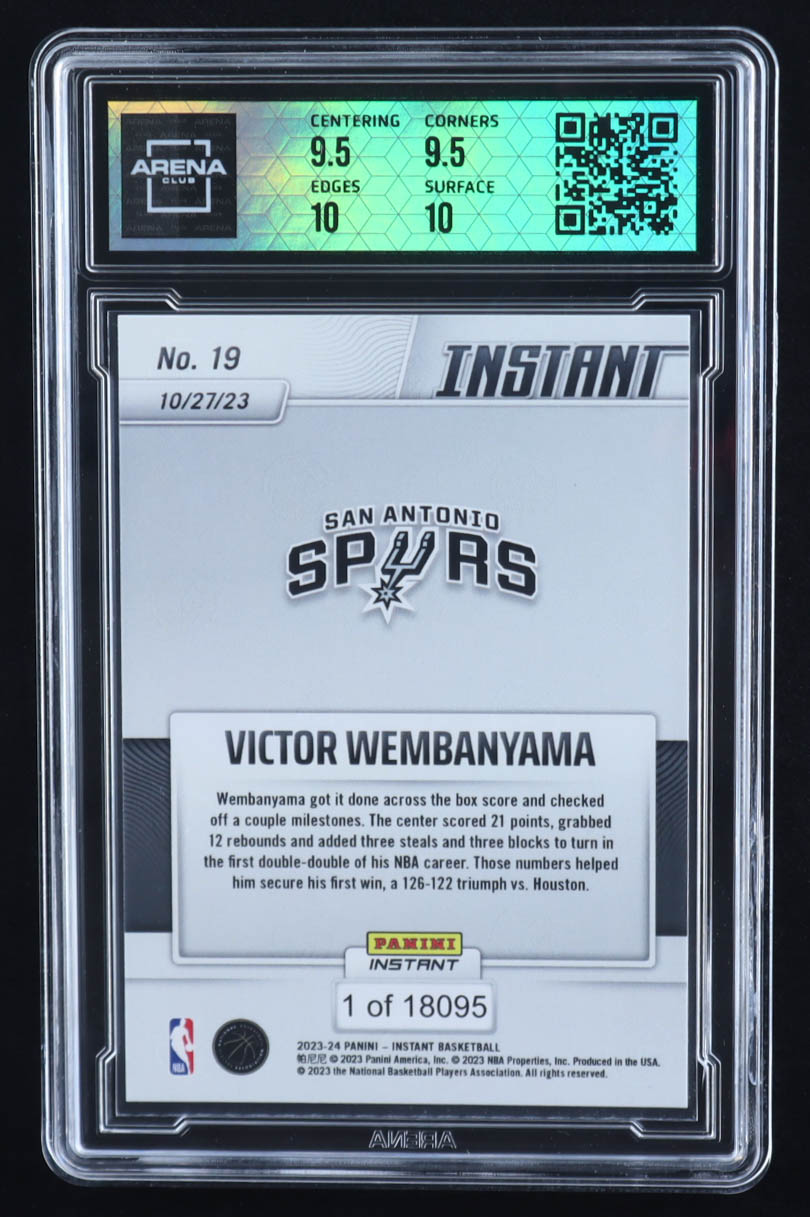 ARENA
CLUB
CENTERING CORNERS
9.5 9.5
EDGES SURFACE
10 10
No. 19
INSTANT
10/27/23
SAN ANTONIO
SPURS
VICTOR WEMBANYAMA
Wembanyama got it done across the box score and checked
off a couple milestones. The center scored 21 points, grabbed
12 rebounds and added three steals and three blocks to turn in
the first double-double of his NBA career. Those numbers helped
him secure his first win, a 126-122 triumph vs. Houston.
PANINI
INSTANT
1 of 18095
NBA
2023-24 PANINI – INSTANT BASKETBALL
帕尼尼 © 2023 Panini America, Inc. © 2023 NBA Properties, Inc. Produced in the USA.
© 2023 the National Basketball Players Association. All rights reserved.
ARENA